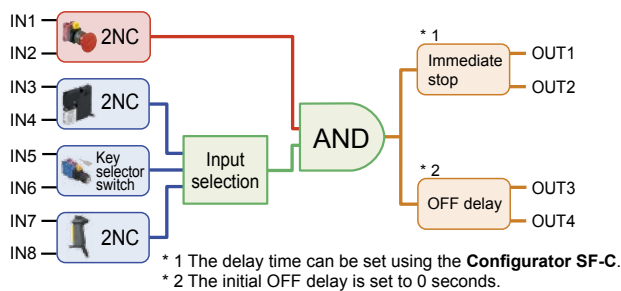 IN1
2NC
IN2
IN3
2NC
IN4
IN5
Key
selector
switch
IN6
IN7
2NC
IN8
Input
selection
AND
* 1
Immediate
stop
OUT1
OUT2
* 2
OFF delay
OUT3
OUT4
* 1 The delay time can be set using the Configurator SF-C.
* 2 The initial OFF delay is set to 0 seconds.